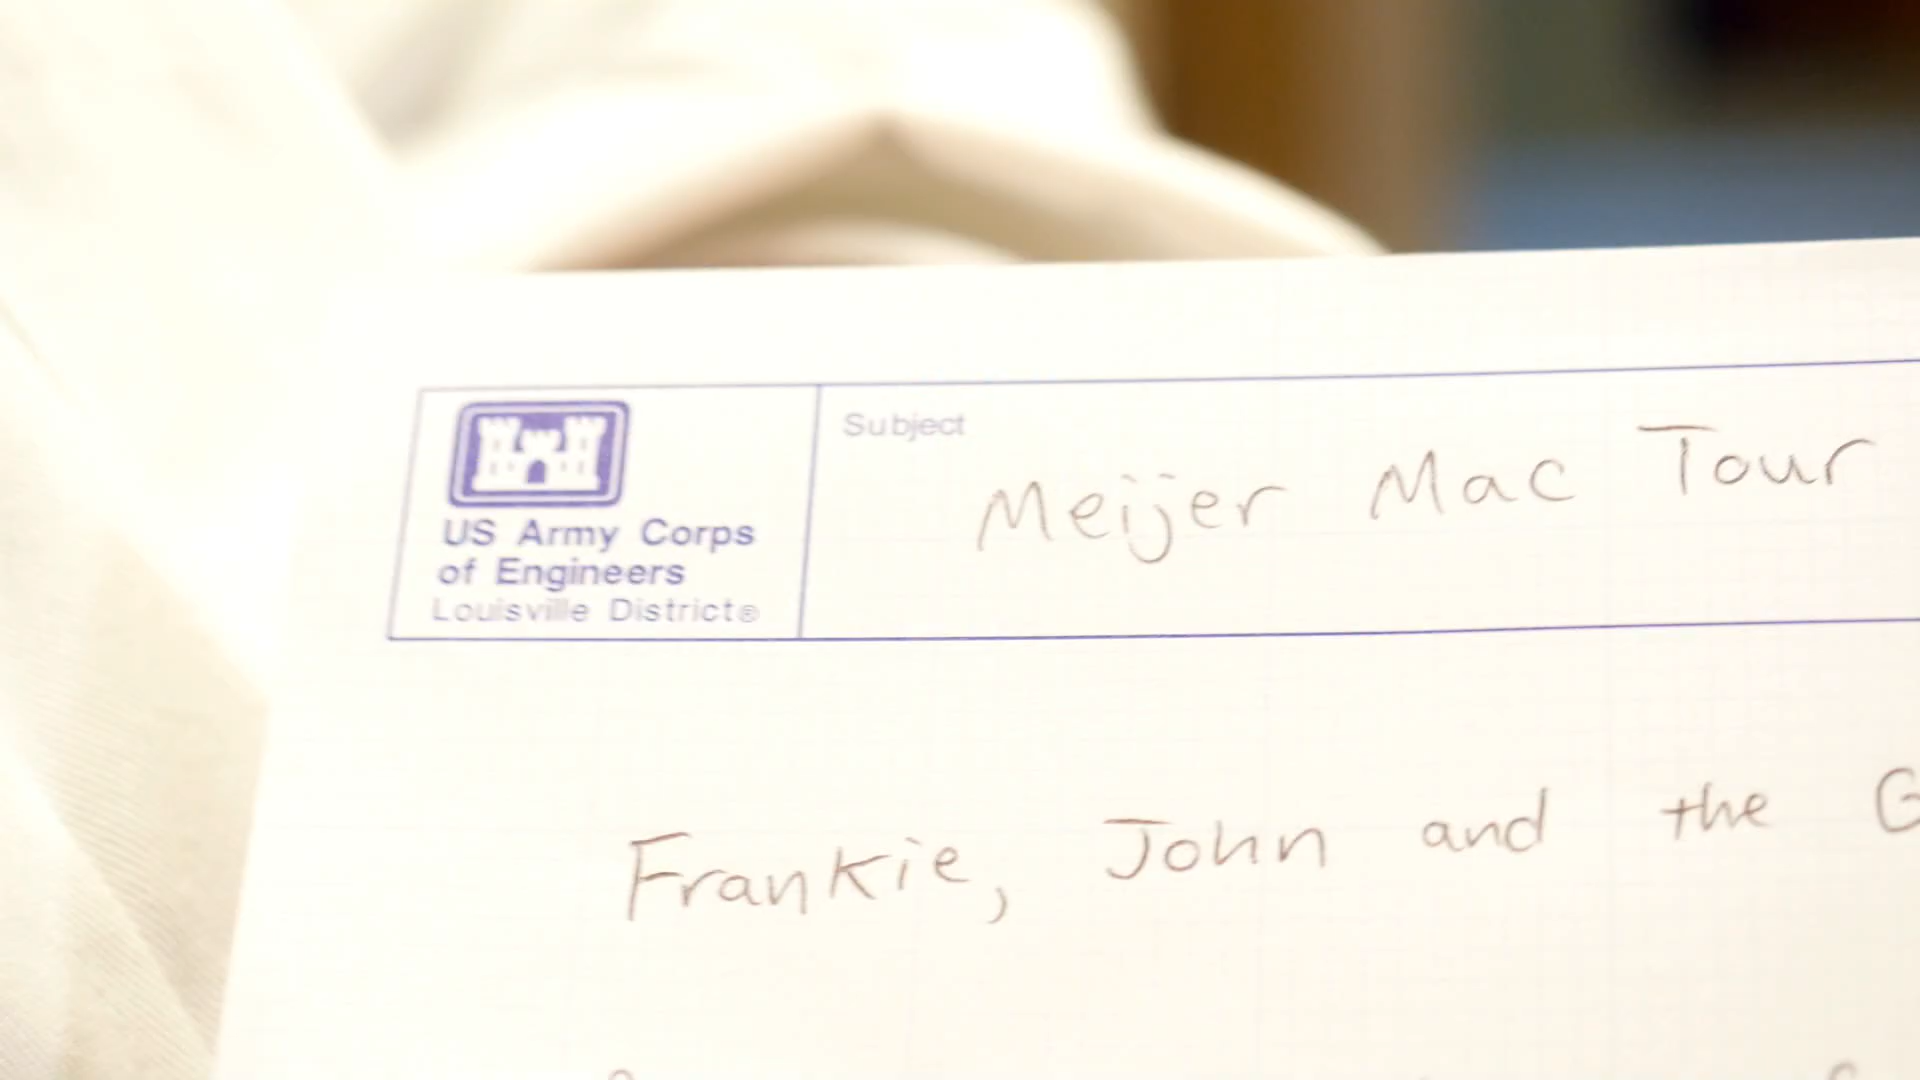 US Army Corps
of Engineers
Louisville District®
Subject
Meijer Mac Tour
Frankie, John and the G